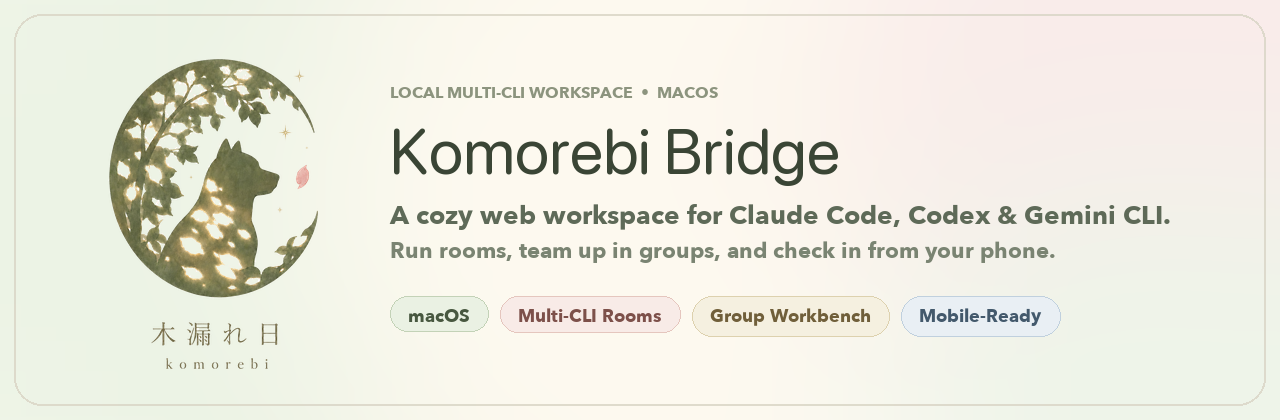 LOCAL MULTI-CLI WORKSPACE • MACOS
Komorebi Bridge
A cozy web workspace for Claude Code, Codex & Gemini CLI.
Run rooms, team up in groups, and check in from your phone.
macOS
Multi-CLI Rooms
Group Workbench
Mobile-Ready
木漏れ日
komorebi